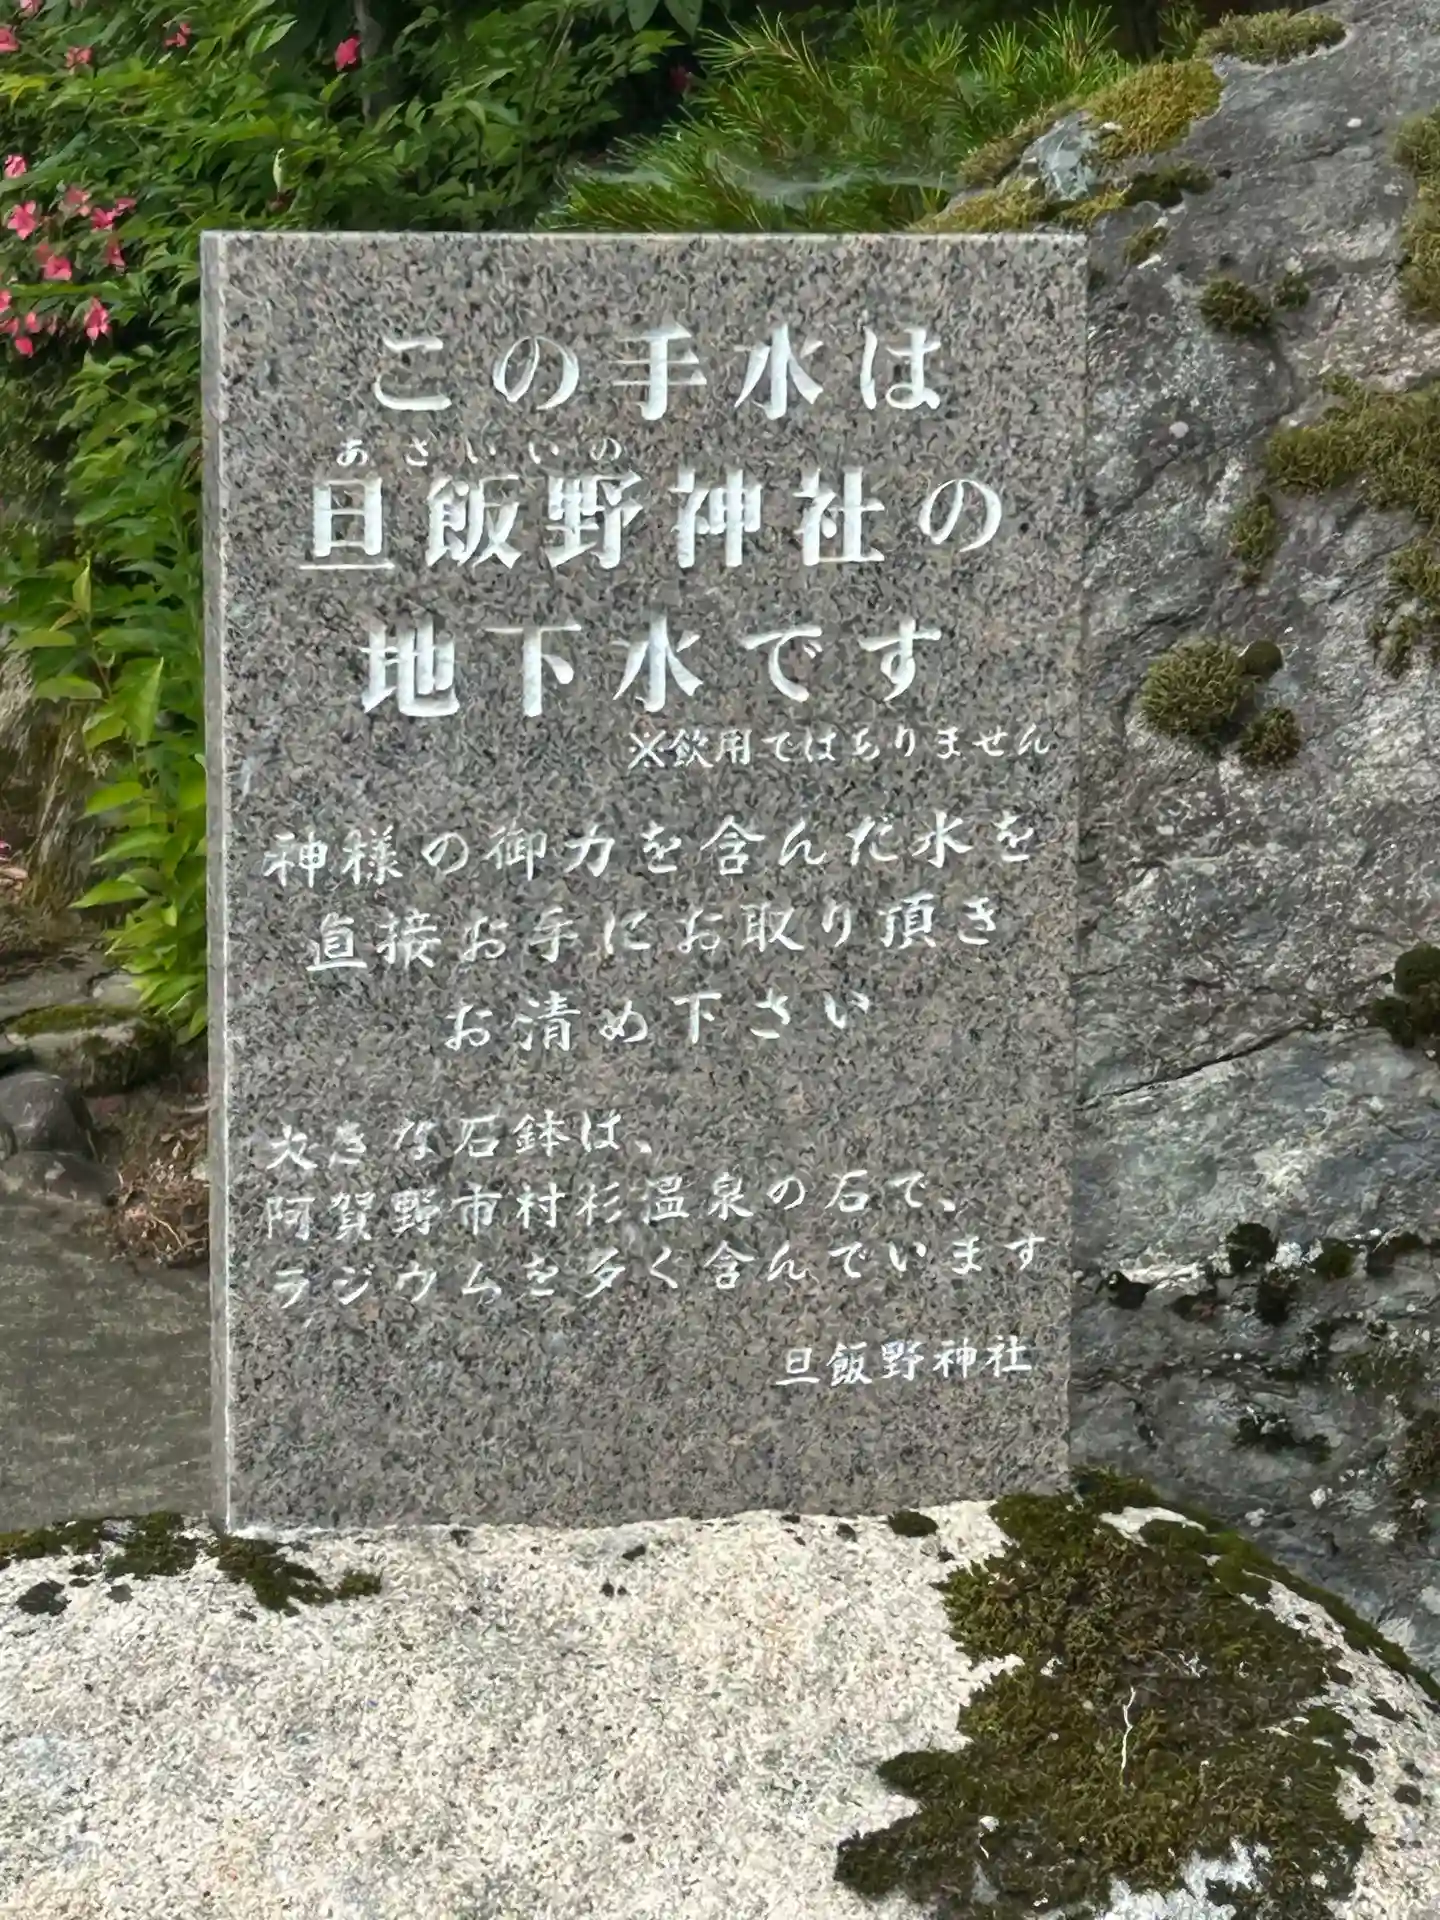 この手水は
あさいいの
旦飯野神社の
地下水です
※飲用ではありません
神様の御力を含んだ水を
直接お手にお取り頂き
お清め下さい
大きな石鉢は、
阿賀野市村杉温泉の石で、
ラジウムを多く含んでいます
旦飯野神社